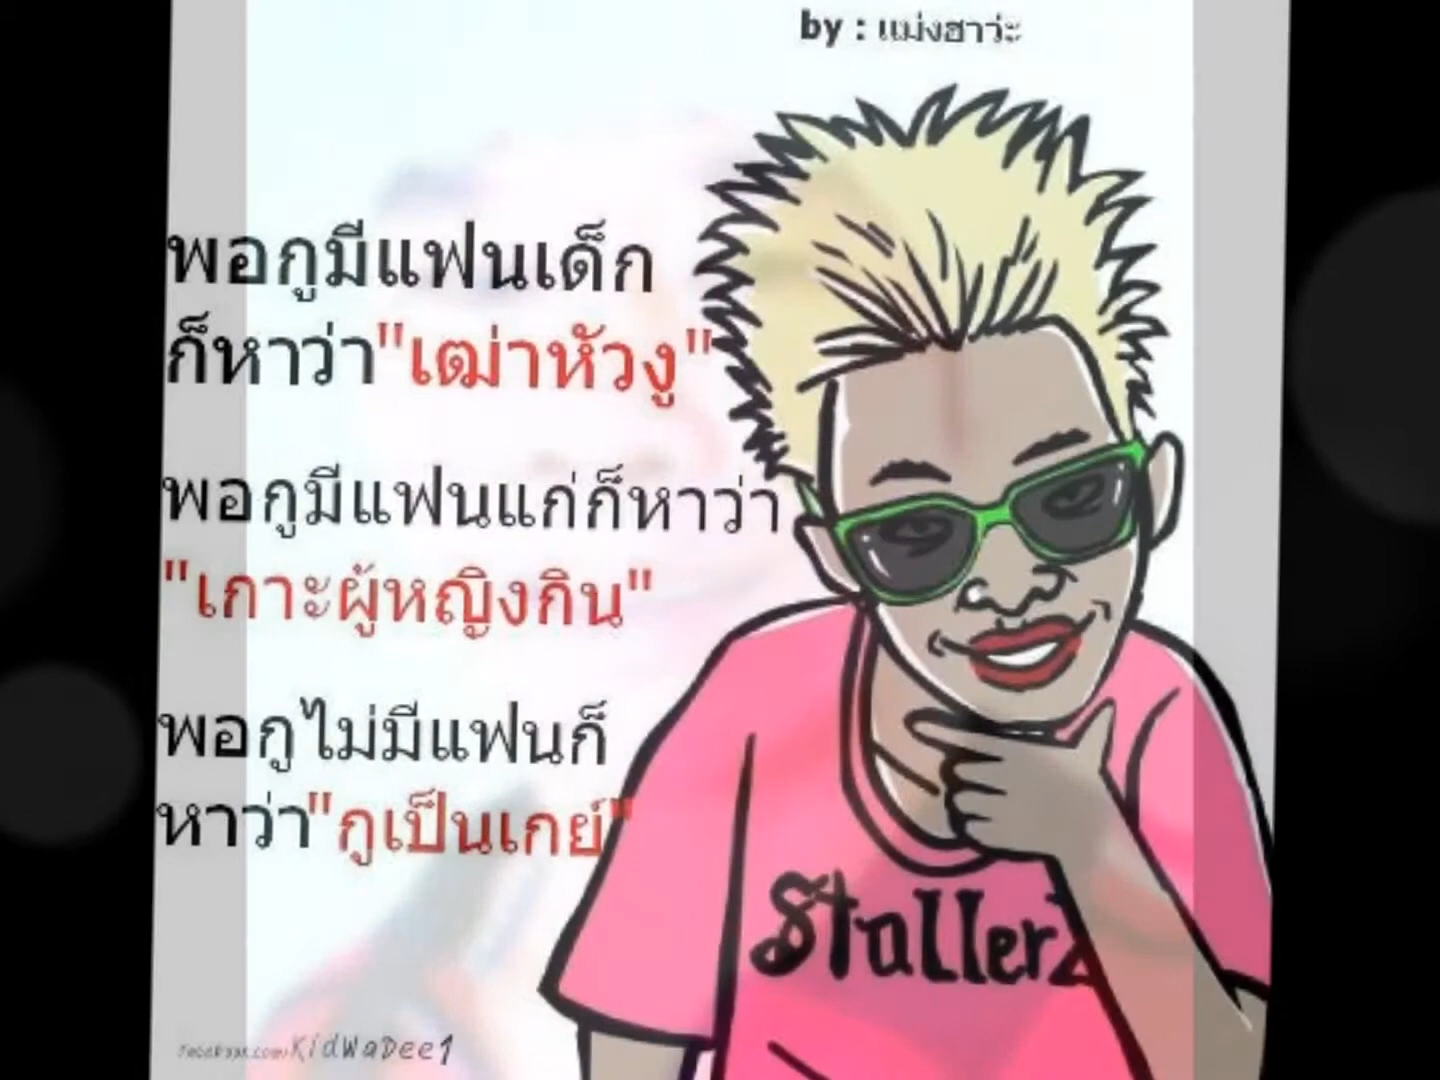 by : แม่งฮาว่ะ
พอกูมีแฟนเด็ก
ก็หาว่า"เฒ่าหัวงู"
พอกูมีแฟนแก่ก็หาว่า
"เกาะผู้หญิงกิน"
พอกูไม่มีแฟนก็
หาว่า"กูเป็นเกย์"
StallerX
facebook.com/KidWaDee1